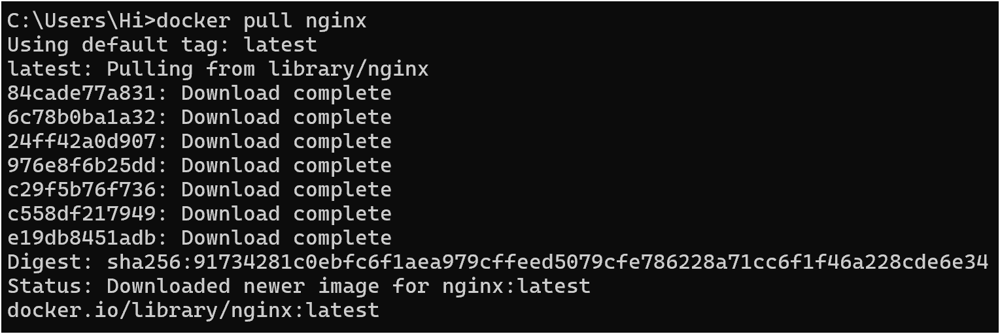 C:\Users\Hi>docker pull nginx
Using default tag: latest
latest: Pulling from library/nginx
84cade77a831: Download complete
6c78b0ba1a32: Download complete
24ff42a0d907: Download complete
976e8f6b25dd: Download complete
c29f5b76f736: Download complete
c558df217949: Download complete
e19db8451adb: Download complete
Digest: sha256:91734281c0ebfc6f1aea979cffeed5079cfe786228a71cc6f1f46a228cde6e34
Status: Downloaded newer image for nginx:latest
docker.io/library/nginx:latest